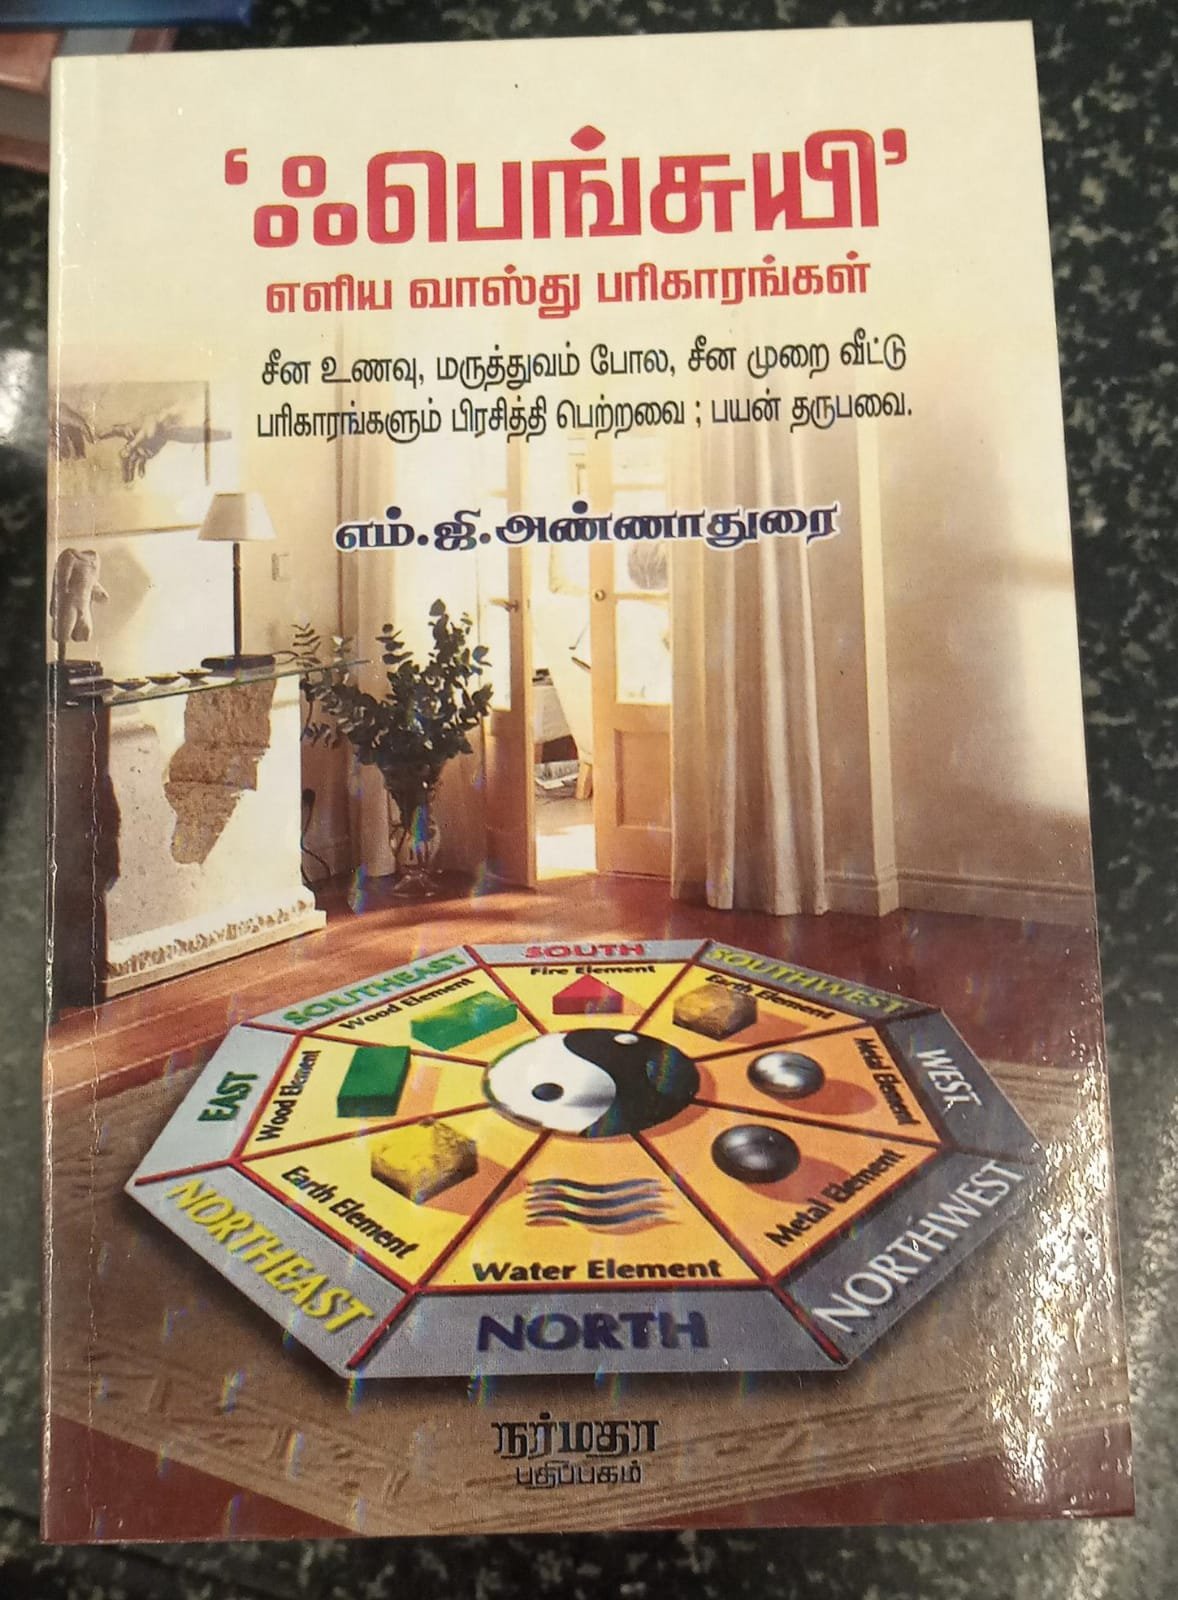 ‘ஃபெங்சுயி’
எளிய வாஸ்து பரிகாரங்கள்
சீன உணவு, மருத்துவம் போல, சீன முறை வீட்டு
பரிகாரங்களும் பிரசித்தி பெற்றவை ; பயன் தருபவை.
எம்.ஜி.அண்ணாதுரை
SOUTH
Fire Element
SOUTHEAST
Wood Element
SOUTHWEST
Earth Element
EAST
Wood Element
WEST
Metal Element
NORTHEAST
Earth Element
NORTHWEST
Metal Element
Water Element
NORTH
நர்மதா
பதிப்பகம்